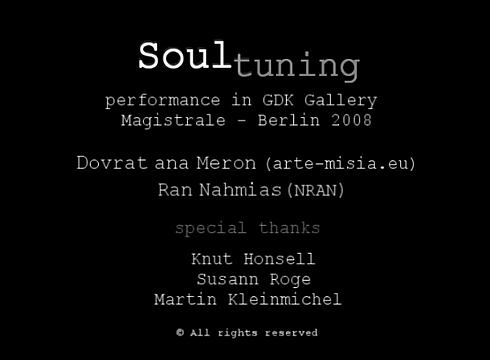 Soultuning
performance in GDK Gallery
Magistrale - Berlin 2008
Dovrat ana Meron (arte-misia.eu)
Ran Nahmias(NRAN)
special thanks
Knut Honsell
Susann Roge
Martin Kleinmichel
© All rights reserved